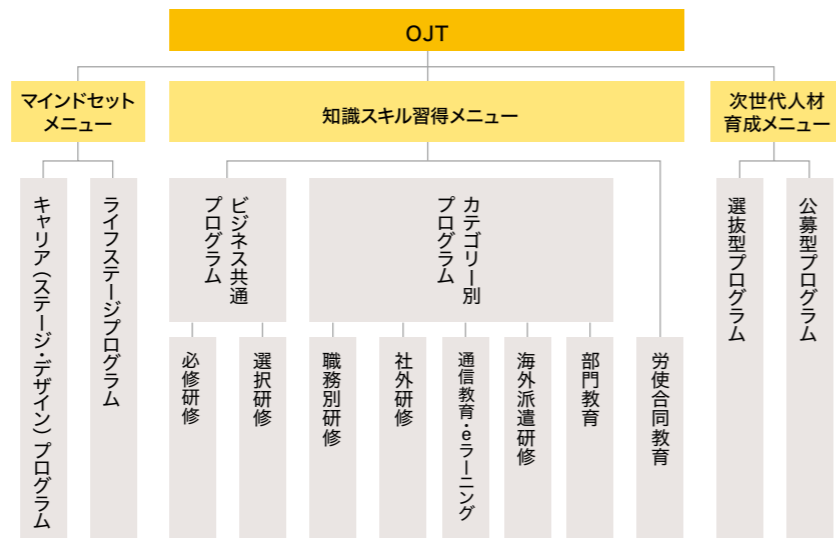 OJT
マインドセット
メニュー
知識スキル習得メニュー
次世代人材
育成メニュー
キャリア（ステージ・デザイン）プログラム
ライフステージプログラム
ビジネス共通
プログラム
カテゴリー別
プログラム
選抜型プログラム
公募型プログラム
必修研修
選択研修
職務別研修
社外研修
通信教育・eラーニング
海外派遣研修
部門教育
労使合同教育